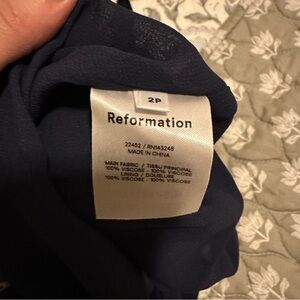 2P
Reformation
22452 / RN143248
MADE IN CHINA
MAIN FABRIC / TISSU PRINCIPAL
100% VISCOSE - 100% VISCOSE
LINING / DOUBLURE
100% VISCOSE - 100% VISCOSE